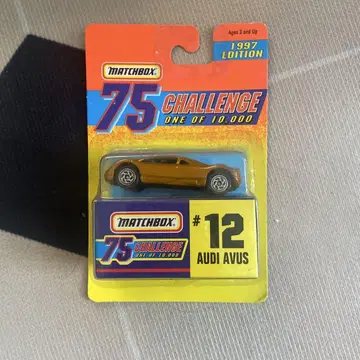 Ages 3 and Up
1997
EDITION
MATCHBOX
75 CHALLENGE
ONE OF 10,000
MATCHBOX
75 CHALLENGE
ONE OF 10,000
#12
AUDI AVUS